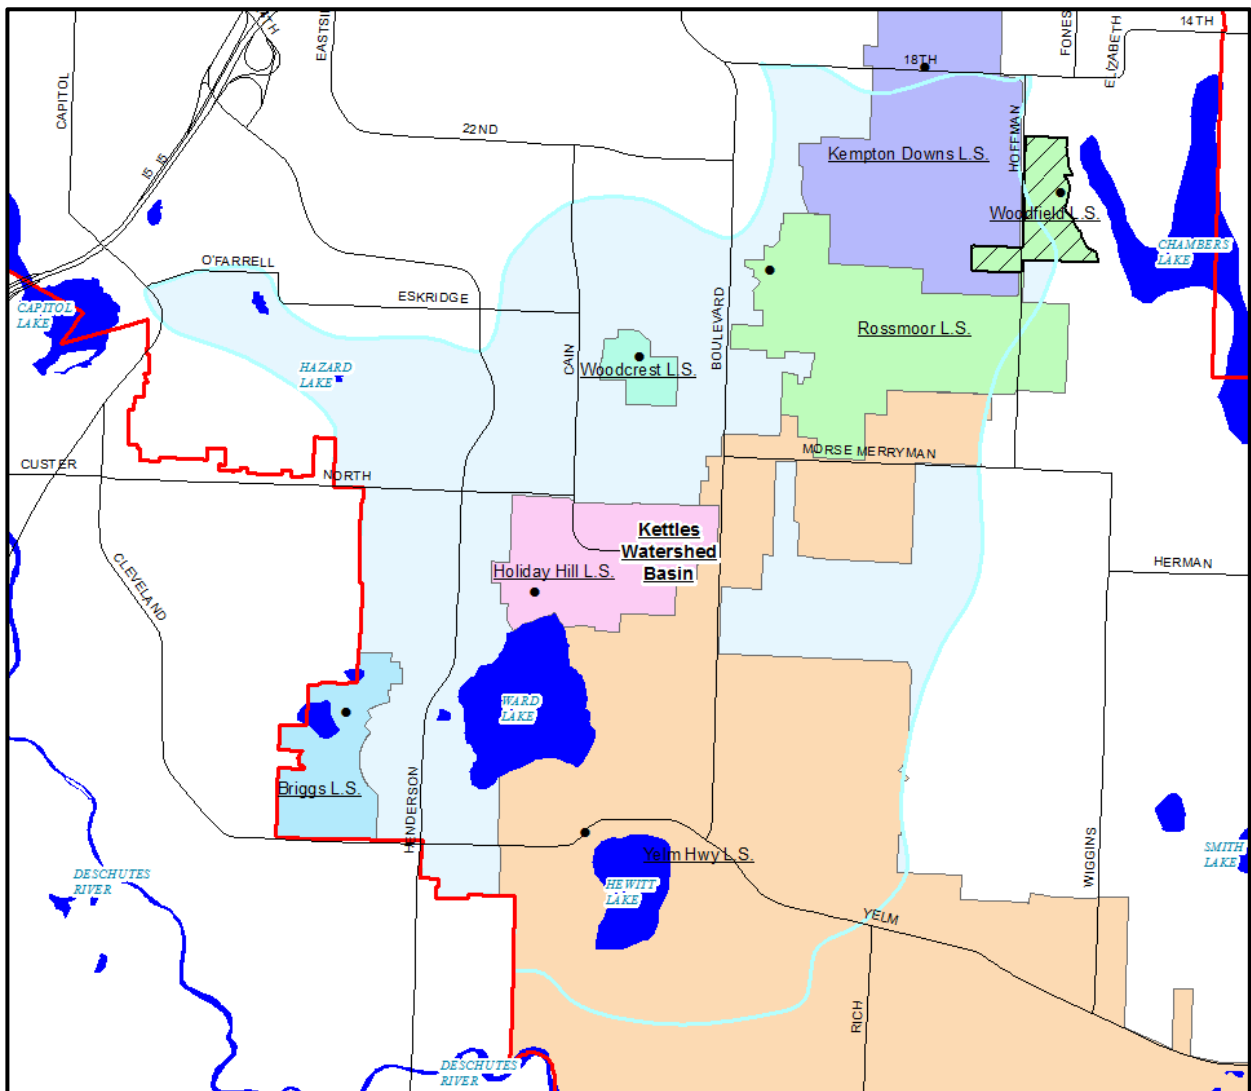 14TH
FONES
EASTSIDE
ELIZABETH
18TH
CAPITOL
22ND
HOFFMAN
Kempton Downs L.S.
I5 I5
Woodfield L.S.
CHAMBERS
LAKE
O'FARRELL
ESKRIDGE
CAPITOL
LAKE
BOULEVARD
Rossmoor L.S.
CAIN
HAZARD
LAKE
Woodcrest L.S.
MORSE MERRYMAN
CUSTER
NORTH
Kettles
Watershed
Basin
HERMAN
Holiday Hill L.S.
CLEVELAND
WARD
LAKE
Briggs L.S.
HENDERSON
Yelm Hwy L.S.
WIGGINS
SMITH
LAKE
DESCHUTES
RIVER
HEWITT
LAKE
YELM
RICH
DESCHUTES
RIVER